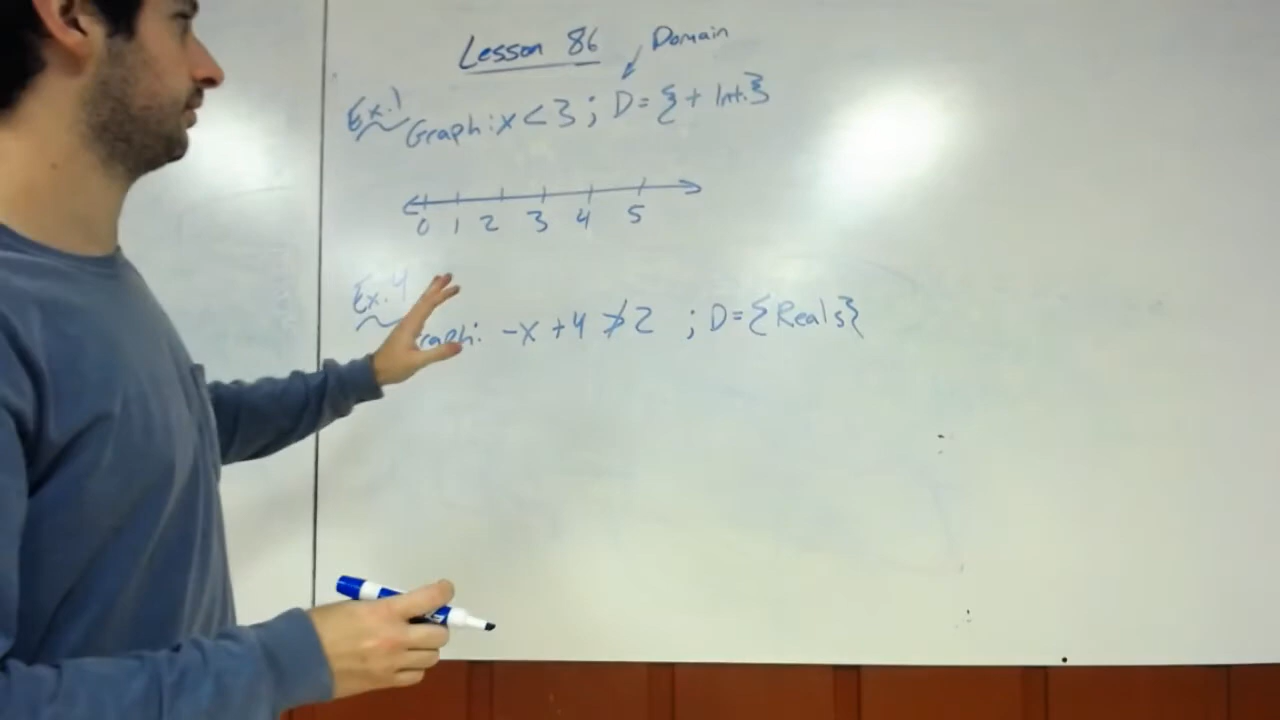 Lesson 86
Domain
Ex. 1
Graph: x < 3 ; D = { + Int. }
0 1 2 3 4 5
Ex. 4
raph: -x + 4 ≯ 2 ; D = { Reals }